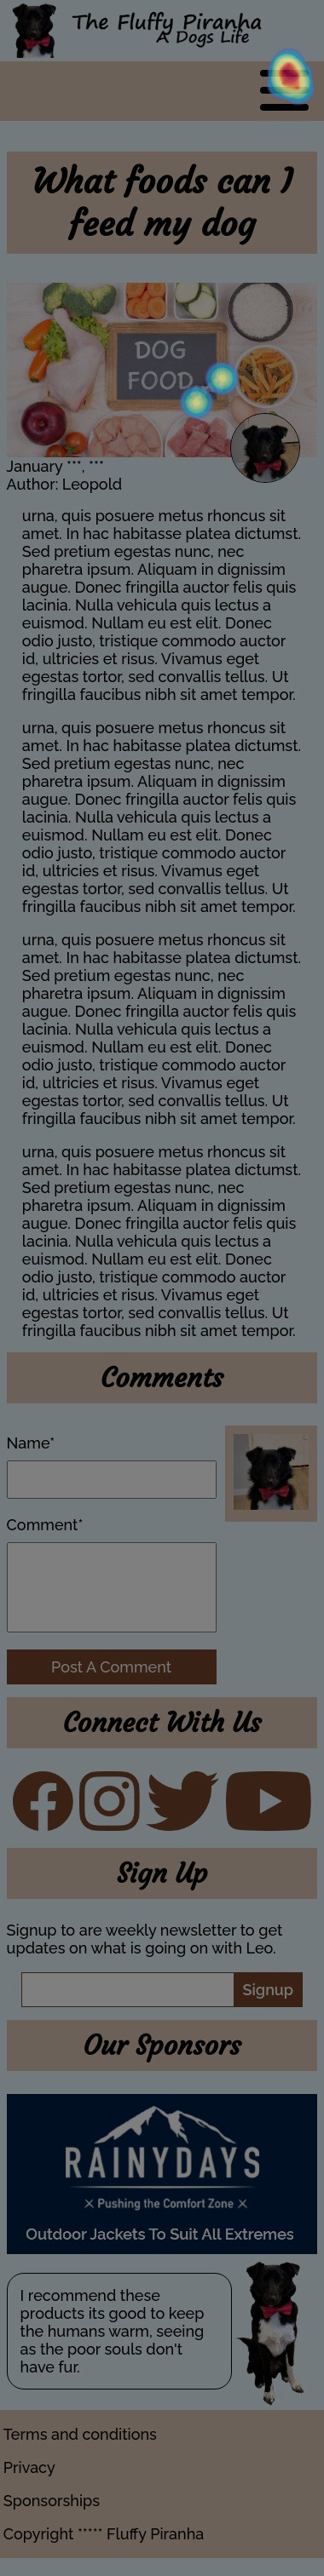 The Fluffy Piranha
A Dogs Life
What foods can I
feed my dog
DOG
FOOD
January ***, ***
Author: Leopold
urna, quis posuere metus rhoncus sit
amet. In hac habitasse platea dictumst.
Sed pretium egestas nunc, nec
pharetra ipsum. Aliquam in dignissim
augue. Donec fringilla auctor felis quis
lacinia. Nulla vehicula quis lectus a
euismod. Nullam eu est elit. Donec
odio justo, tristique commodo auctor
id, ultricies et risus. Vivamus eget
egestas tortor, sed convallis tellus. Ut
fringilla faucibus nibh sit amet tempor.
urna, quis posuere metus rhoncus sit
amet. In hac habitasse platea dictumst.
Sed pretium egestas nunc, nec
pharetra ipsum. Aliquam in dignissim
augue. Donec fringilla auctor felis quis
lacinia. Nulla vehicula quis lectus a
euismod. Nullam eu est elit. Donec
odio justo, tristique commodo auctor
id, ultricies et risus. Vivamus eget
egestas tortor, sed convallis tellus. Ut
fringilla faucibus nibh sit amet tempor.
urna, quis posuere metus rhoncus sit
amet. In hac habitasse platea dictumst.
Sed pretium egestas nunc, nec
pharetra ipsum. Aliquam in dignissim
augue. Donec fringilla auctor felis quis
lacinia. Nulla vehicula quis lectus a
euismod. Nullam eu est elit. Donec
odio justo, tristique commodo auctor
id, ultricies et risus. Vivamus eget
egestas tortor, sed convallis tellus. Ut
fringilla faucibus nibh sit amet tempor.
urna, quis posuere metus rhoncus sit
amet. In hac habitasse platea dictumst.
Sed pretium egestas nunc, nec
pharetra ipsum. Aliquam in dignissim
augue. Donec fringilla auctor felis quis
lacinia. Nulla vehicula quis lectus a
euismod. Nullam eu est elit. Donec
odio justo, tristique commodo auctor
id, ultricies et risus. Vivamus eget
egestas tortor, sed convallis tellus. Ut
fringilla faucibus nibh sit amet tempor.
Comments
Name*
Comment*
Post A Comment
Connect With Us
Sign Up
Signup to are weekly newsletter to get
updates on what is going on with Leo.
Signup
Our Sponsors
RAINYDAYS
× Pushing the Comfort Zone ×
Outdoor Jackets To Suit All Extremes
I recommend these
products its good to keep
the humans warm, seeing
as the poor souls don't
have fur.
Terms and conditions
Privacy
Sponsorships
Copyright ***** Fluffy Piranha